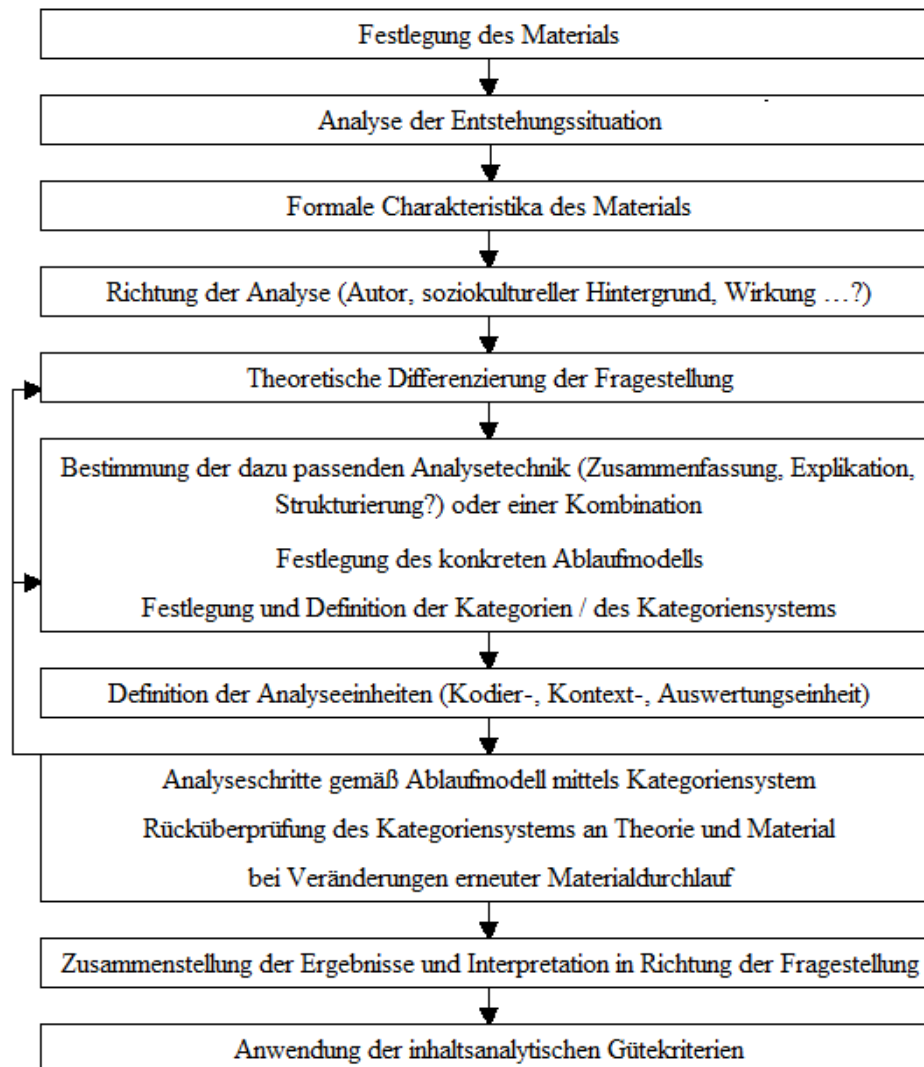 Festlegung des Materials
Analyse der Entstehungssituation
Formale Charakteristika des Materials
Richtung der Analyse (Autor, soziokultureller Hintergrund, Wirkung …?)
Theoretische Differenzierung der Fragestellung
Bestimmung der dazu passenden Analysetechnik (Zusammenfassung, Explikation,
Strukturierung?) oder einer Kombination
Festlegung des konkreten Ablaufmodells
Festlegung und Definition der Kategorien / des Kategoriensystems
Definition der Analyseeinheiten (Kodier-, Kontext-, Auswertungseinheit)
Analyseschritte gemäß Ablaufmodell mittels Kategoriensystem
Rücküberprüfung des Kategoriensystems an Theorie und Material
bei Veränderungen erneuter Materialdurchlauf
Zusammenstellung der Ergebnisse und Interpretation in Richtung der Fragestellung
Anwendung der inhaltsanalytischen Gütekriterien